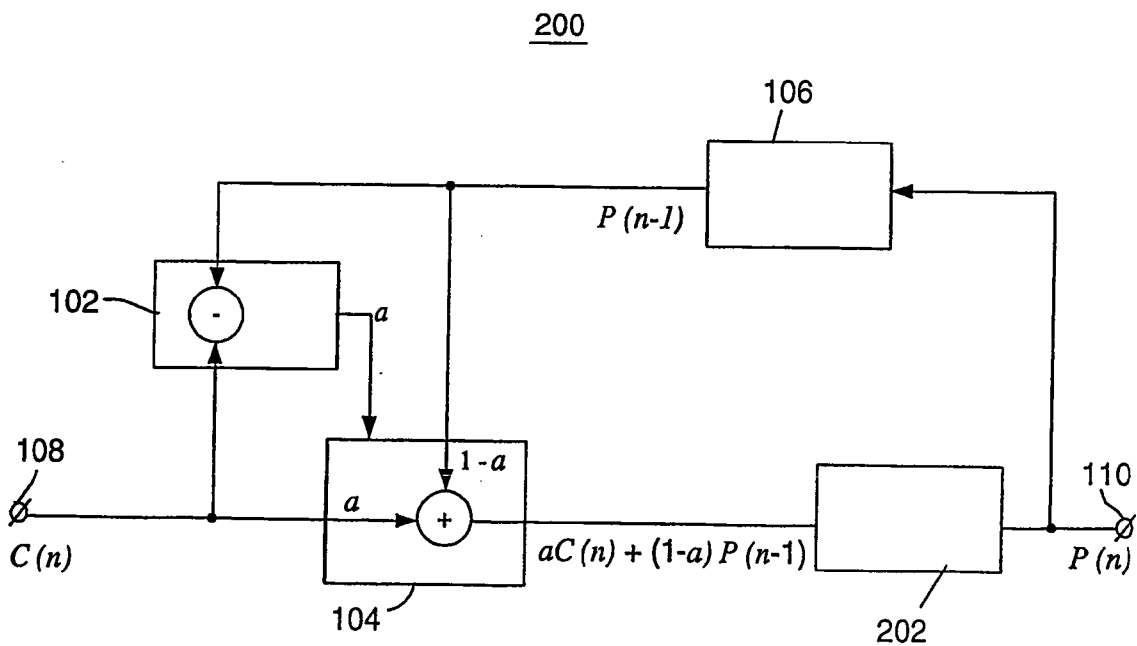 200
106
P (n-1)
102
-
a
108
1-a
a
+
110
C (n)
aC (n) + (1-a) P (n-1)
P (n)
104
202